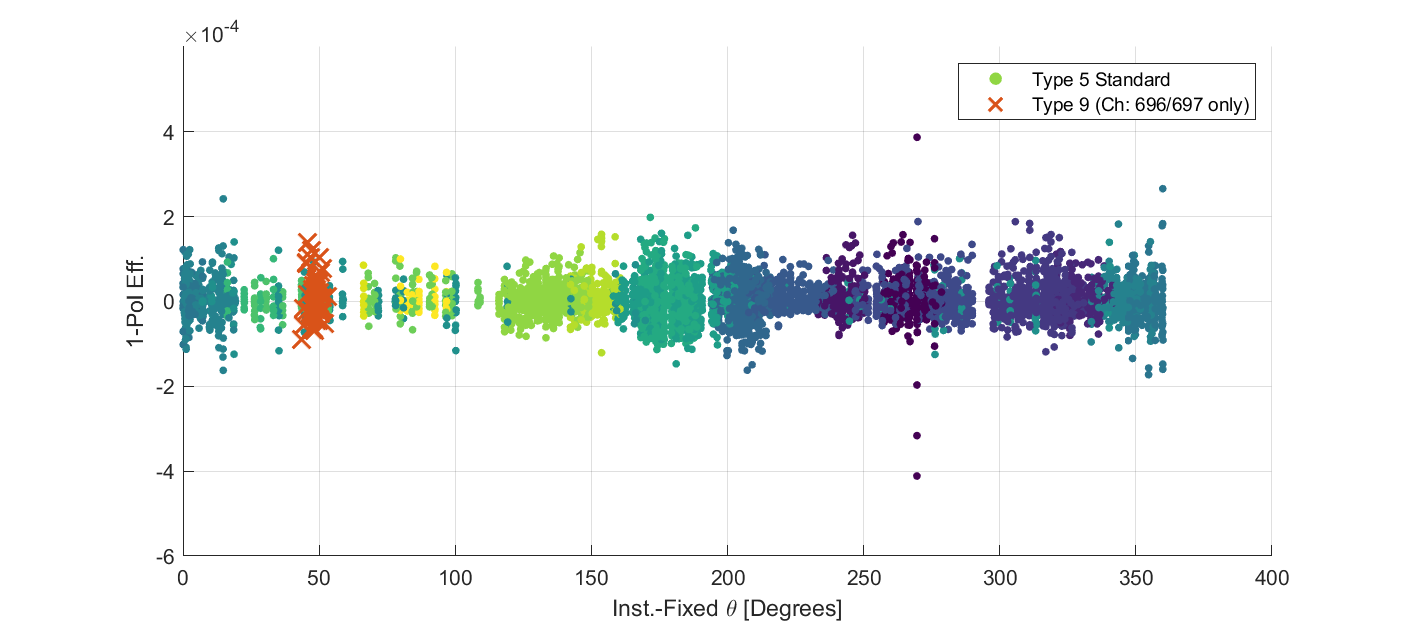 ×10⁻⁴
Type 5 Standard
Type 9 (Ch: 696/697 only)
4
2
0
-2
-4
-6
1-Pol Eff.
0 50 100 150 200 250 300 350 400
Inst.-Fixed θ [Degrees]